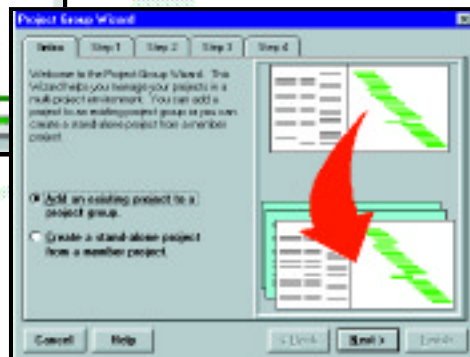 Project Group Wizard
Intro Step 1 Step 2 Step 3 Step 4
Welcome to the Project Group Wizard. This
Wizard helps you manage your projects in a
multi-project environment. You can add a
project to an existing project group or you can
create a stand-alone project from a member
project.
Add an existing project to a
project group.
Create a stand-alone project
from a member project.
Cancel Help < Back Next > Finish